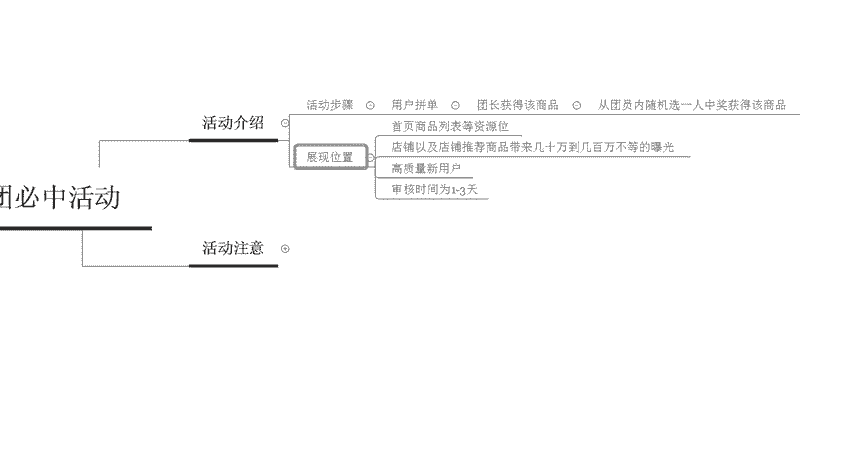 活动步骤 用户拼单 团长获得该商品 从团员内随机选一人中奖获得该商品
活动介绍
首页商品列表等资源位
店铺以及店铺推荐商品带来几十万到几百万不等的曝光
展现位置
高质量新用户
审核时间为1-3天
团必中活动
活动注意